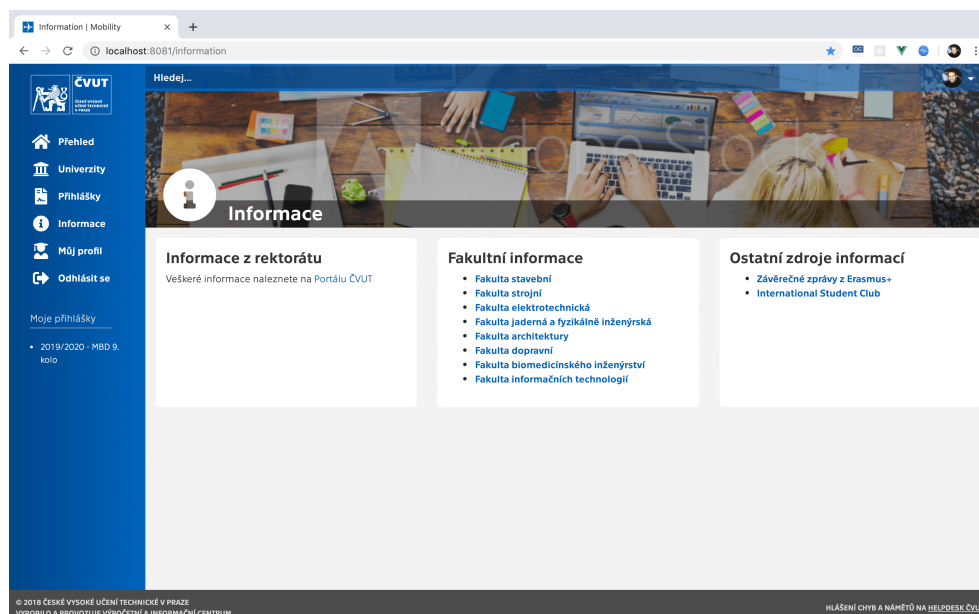 Information | Mobility
localhost:8081/information
ČVUT
ČESKÉ VYSOKÉ
UČENÍ TECHNICKÉ
V PRAZE
Hledej...
Přehled
Univerzity
Přihlášky
Informace
Můj profil
Odhlásit se
Moje přihlášky
2019/2020 - MBD 9.
kolo
Adobe Stock
Informace
Informace z rektorátu
Veškeré informace naleznete na Portálu ČVUT
Fakultní informace
Fakulta stavební
Fakulta strojní
Fakulta elektrotechnická
Fakulta jaderná a fyzikálně inženýrská
Fakulta architektury
Fakulta dopravní
Fakulta biomedicínského inženýrství
Fakulta informačních technologií
Ostatní zdroje informací
Závěrečné zprávy z Erasmus+
International Student Club
© 2018 ČESKÉ VYSOKÉ UČENÍ TECHNICKÉ V PRAZE
VYROBILO A PROVOZUJE VÝPOČETNÍ A INFORMAČNÍ CENTRUM
HLÁŠENÍ CHYB A NÁMĚTŮ NA HELPDESK ČVU